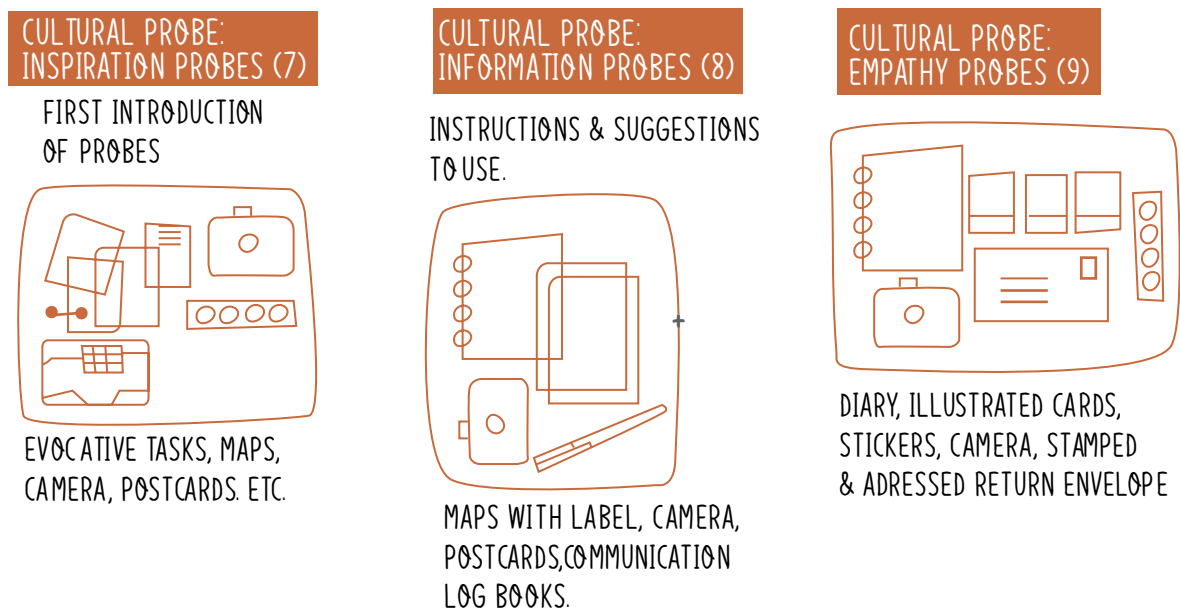 CULTURAL PROBE:
INSPIRATION PROBES (7)
FIRST INTRODUCTION
OF PROBES
EVOCATIVE TASKS, MAPS,
CAMERA, POSTCARDS. ETC.
CULTURAL PROBE:
INFORMATION PROBES (8)
INSTRUCTIONS & SUGGESTIONS
TO USE.
MAPS WITH LABEL, CAMERA,
POSTCARDS,COMMUNICATION
LOG BOOKS.
CULTURAL PROBE:
EMPATHY PROBES (9)
DIARY, ILLUSTRATED CARDS,
STICKERS, CAMERA, STAMPED
& ADRESSED RETURN ENVELOPE